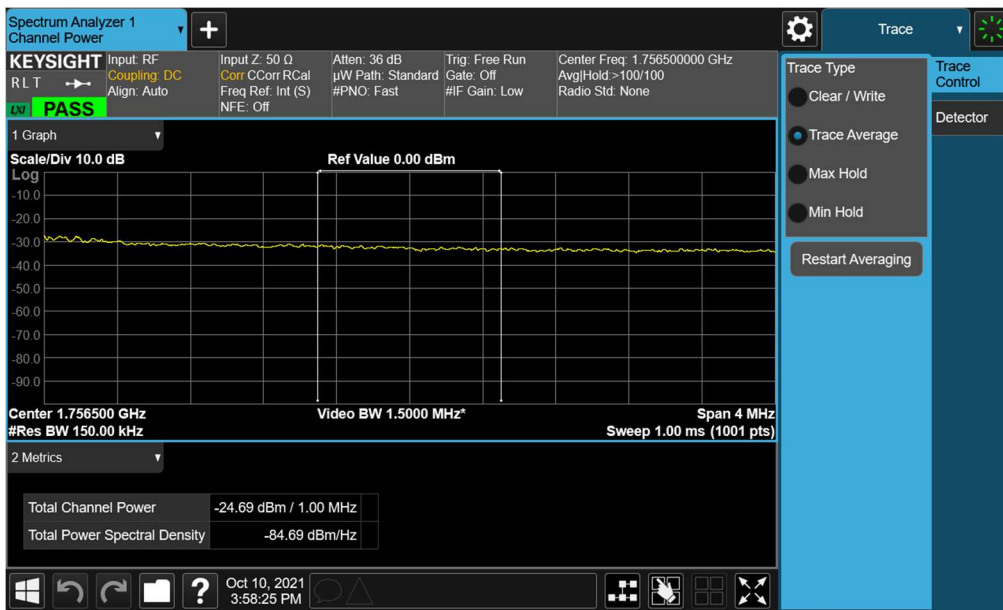 Spectrum Analyzer 1
Channel Power
+
Trace
KEYSIGHT
R L T
LXI
PASS
Input: RF
Coupling: DC
Align: Auto
Input Z: 50 Ω
Corr CCorr RCal
Freq Ref: Int (S)
NFE: Off
Atten: 36 dB
µW Path: Standard
#PNO: Fast
Trig: Free Run
Gate: Off
#IF Gain: Low
Center Freq: 1.756500000 GHz
Avg|Hold:>100/100
Radio Std: None
Trace Type
Clear / Write
Trace Average
Max Hold
Min Hold
Restart Averaging
Trace
Control
Detector
1 Graph
Scale/Div 10.0 dB
Ref Value 0.00 dBm
Log
-10.0
-20.0
-30.0
-40.0
-50.0
-60.0
-70.0
-80.0
-90.0
Center 1.756500 GHz
Video BW 1.5000 MHz*
Span 4 MHz
#Res BW 150.00 kHz
Sweep 1.00 ms (1001 pts)
2 Metrics
Total Channel Power -24.69 dBm / 1.00 MHz
Total Power Spectral Density -84.69 dBm/Hz
?
Oct 10, 2021
3:58:25 PM